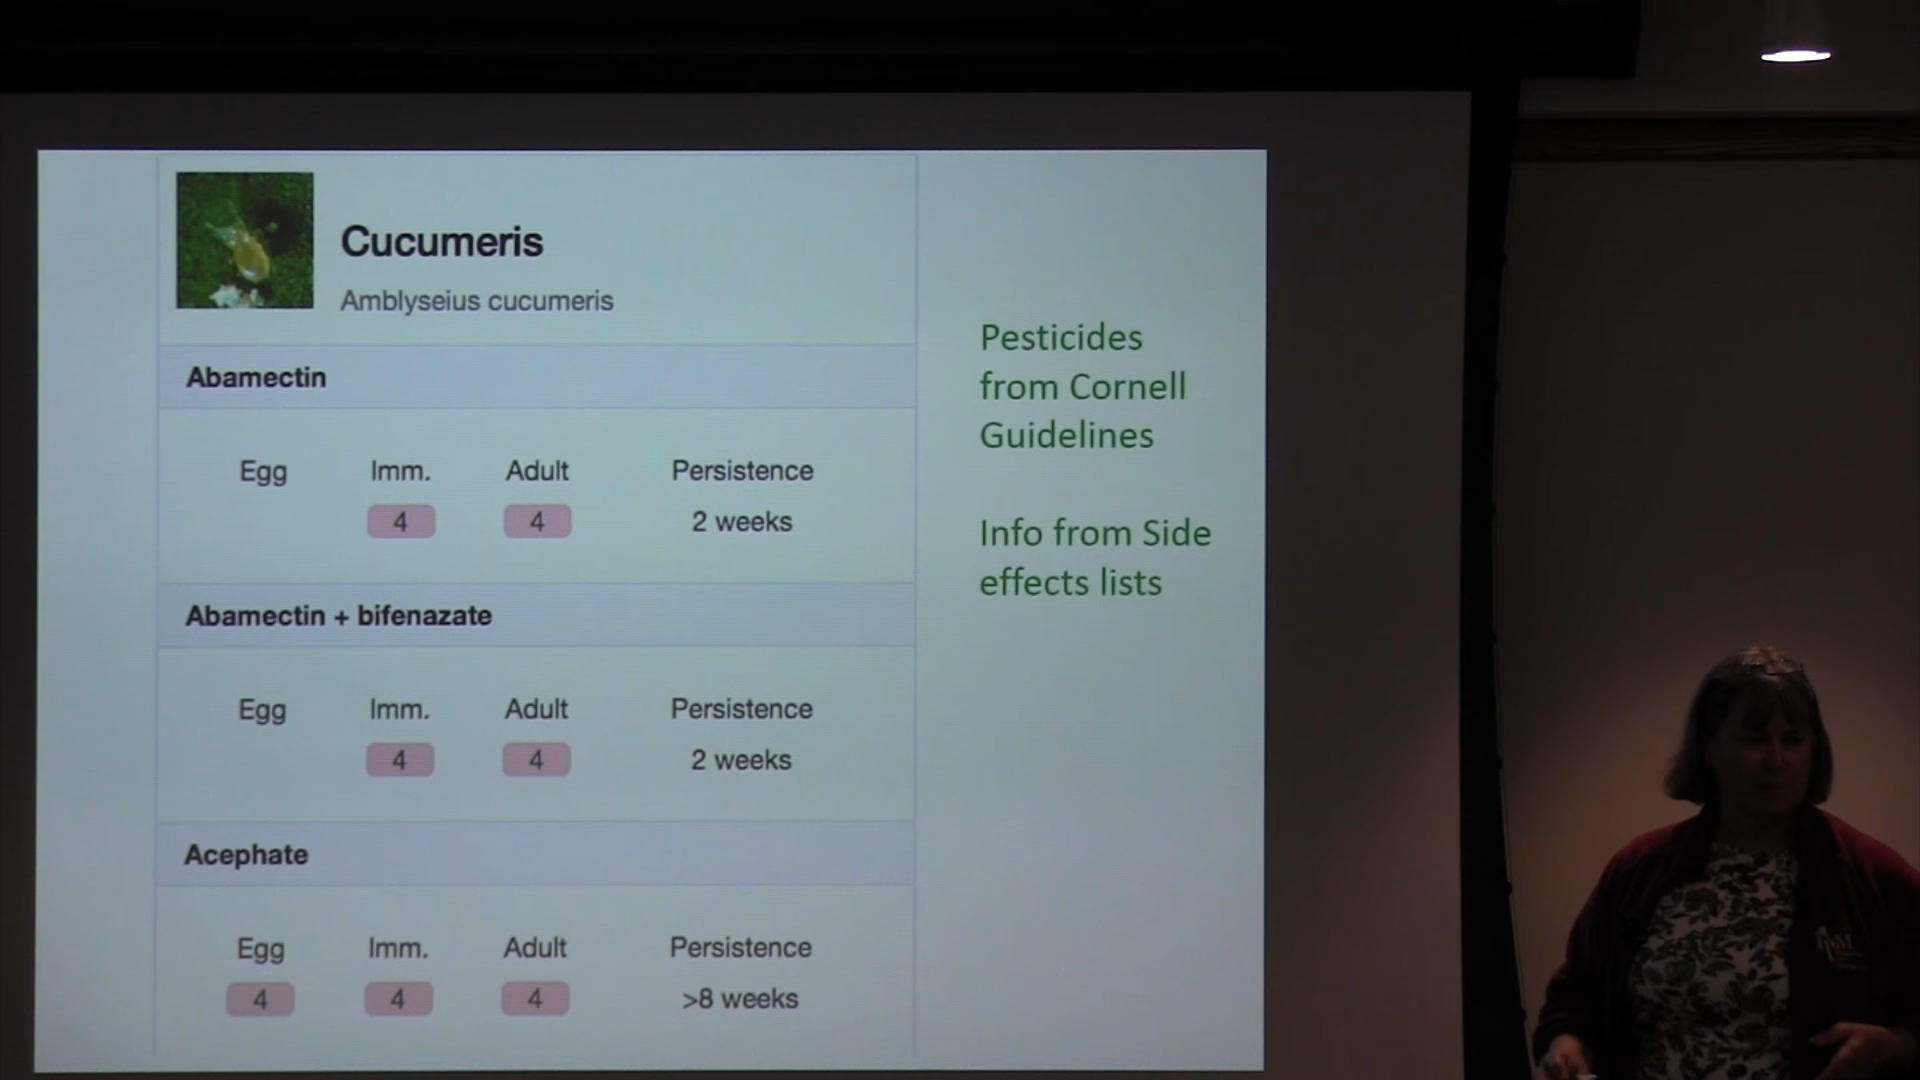 Cucumeris
Amblyseius cucumeris
Abamectin
Egg Imm. Adult Persistence
4 4 2 weeks
Abamectin + bifenazate
Egg Imm. Adult Persistence
4 4 2 weeks
Acephate
Egg Imm. Adult Persistence
4 4 4 >8 weeks
Pesticides
from Cornell
Guidelines
Info from Side
effects lists